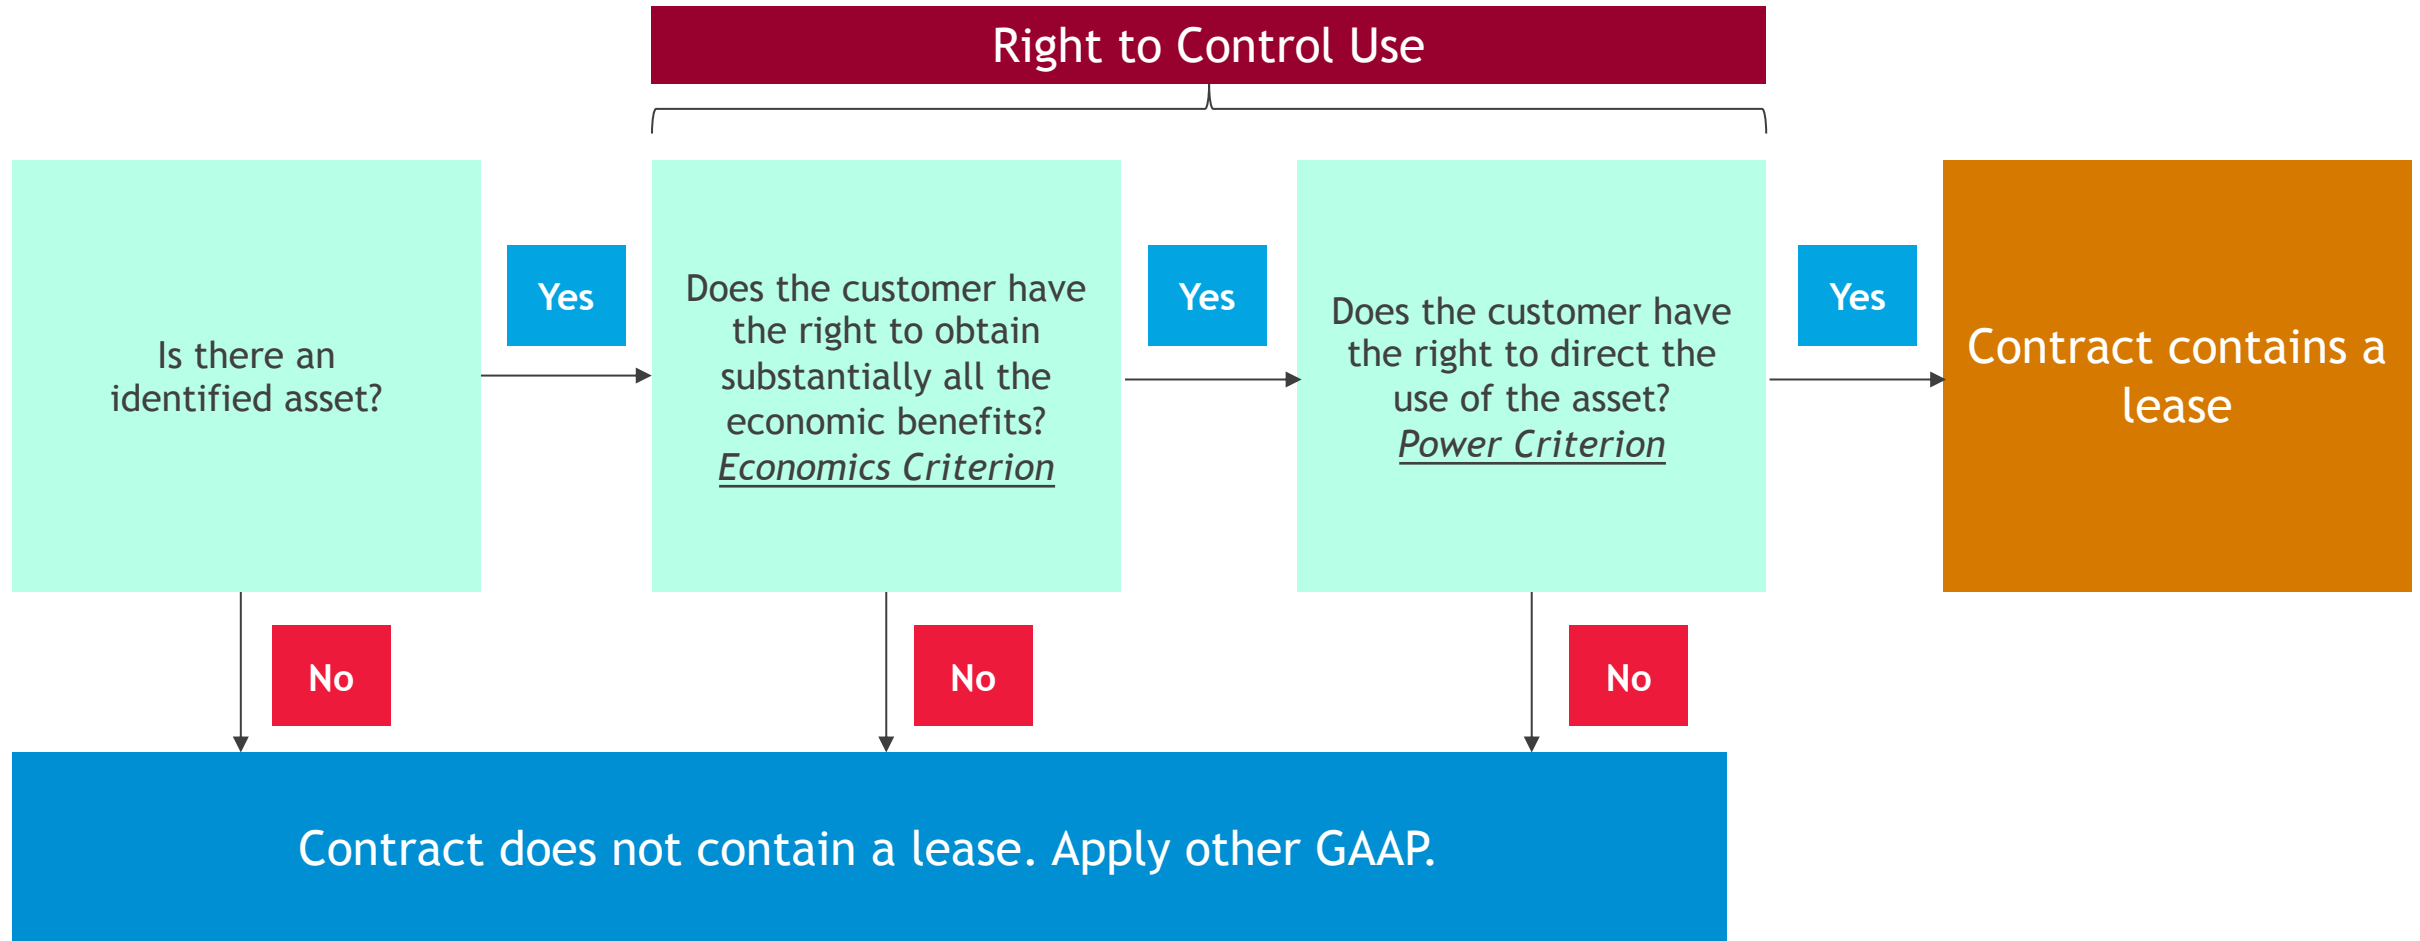 Right to Control Use
Is there an
identified asset?
Yes
Does the customer have
the right to obtain
substantially all the
economic benefits?
Economics Criterion
Yes
Does the customer have
the right to direct the
use of the asset?
Power Criterion
Yes
Contract contains a
lease
No
No
No
Contract does not contain a lease. Apply other GAAP.